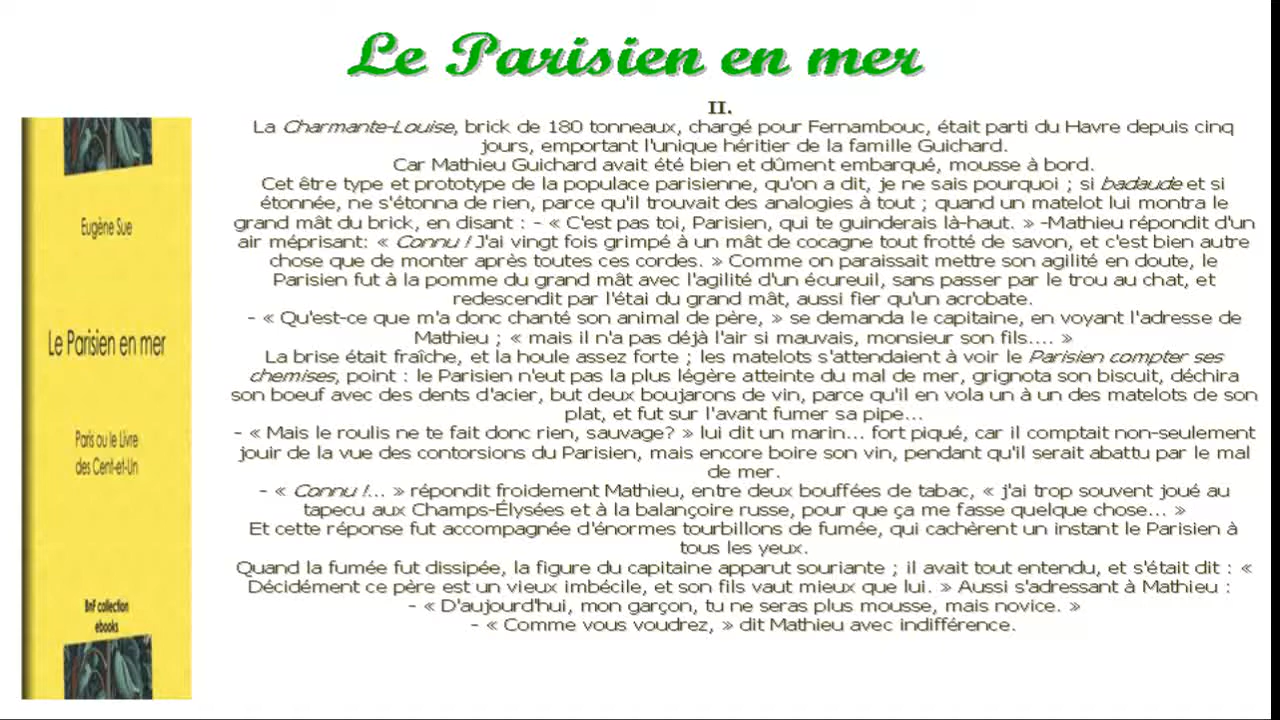 Le Parisien en mer
II.
La Charmante-Louise, brick de 180 tonneaux, chargé pour Fernambouc, était parti du Havre depuis cinq
jours, emportant l'unique héritier de la famille Guichard.
Car Mathieu Guichard avait été bien et dûment embarqué, mousse à bord.
Cet être type et prototype de la populace parisienne, qu'on a dit, je ne sais pourquoi ; si badaude et si
étonnée, ne s'étonna de rien, parce qu'il trouvait des analogies à tout ; quand un matelot lui montra le
grand mât du brick, en disant : - « C'est pas toi, Parisien, qui te guinderais là-haut. » -Mathieu répondit d'un
air méprisant: « Connu ! J'ai vingt fois grimpé à un mât de cocagne tout frotté de savon, et c'est bien autre
chose que de monter après toutes ces cordes. » Comme on paraissait mettre son agilité en doute, le
Parisien fut à la pomme du grand mât avec l'agilité d'un écureuil, sans passer par le trou au chat, et
redescendit par l'étai du grand mât, aussi fier qu'un acrobate.
- « Qu'est-ce que m'a donc chanté son animal de père, » se demanda le capitaine, en voyant l'adresse de
Mathieu ; « mais il n'a pas déjà l'air si mauvais, monsieur son fils.... »
La brise était fraîche, et la houle assez forte ; les matelots s'attendaient à voir le Parisien compter ses
chemises, point : le Parisien n'eut pas la plus légère atteinte du mal de mer, grignota son biscuit, déchira
son boeuf avec des dents d'acier, but deux boujarons de vin, parce qu'il en vola un à un des matelots de son
plat, et fut sur l'avant fumer sa pipe...
- « Mais le roulis ne te fait donc rien, sauvage? » lui dit un marin... fort piqué, car il comptait non-seulement
jouir de la vue des contorsions du Parisien, mais encore boire son vin, pendant qu'il serait abattu par le mal
de mer.
- « Connu !... » répondit froidement Mathieu, entre deux bouffées de tabac, « j'ai trop souvent joué au
tapecu aux Champs-Élysées et à la balançoire russe, pour que ça me fasse quelque chose... »
Et cette réponse fut accompagnée d'énormes tourbillons de fumée, qui cachèrent un instant le Parisien à
tous les yeux.
Quand la fumée fut dissipée, la figure du capitaine apparut souriante ; il avait tout entendu, et s'était dit : «
Décidément ce père est un vieux imbécile, et son fils vaut mieux que lui. » Aussi s'adressant à Mathieu :
- « D'aujourd'hui, mon garçon, tu ne seras plus mousse, mais novice. »
- « Comme vous voudrez, » dit Mathieu avec indifférence.
Eugène Sue
Le Parisien en mer
Paris ou le Livre
des Cent-et-Un
BnF collection
ebooks